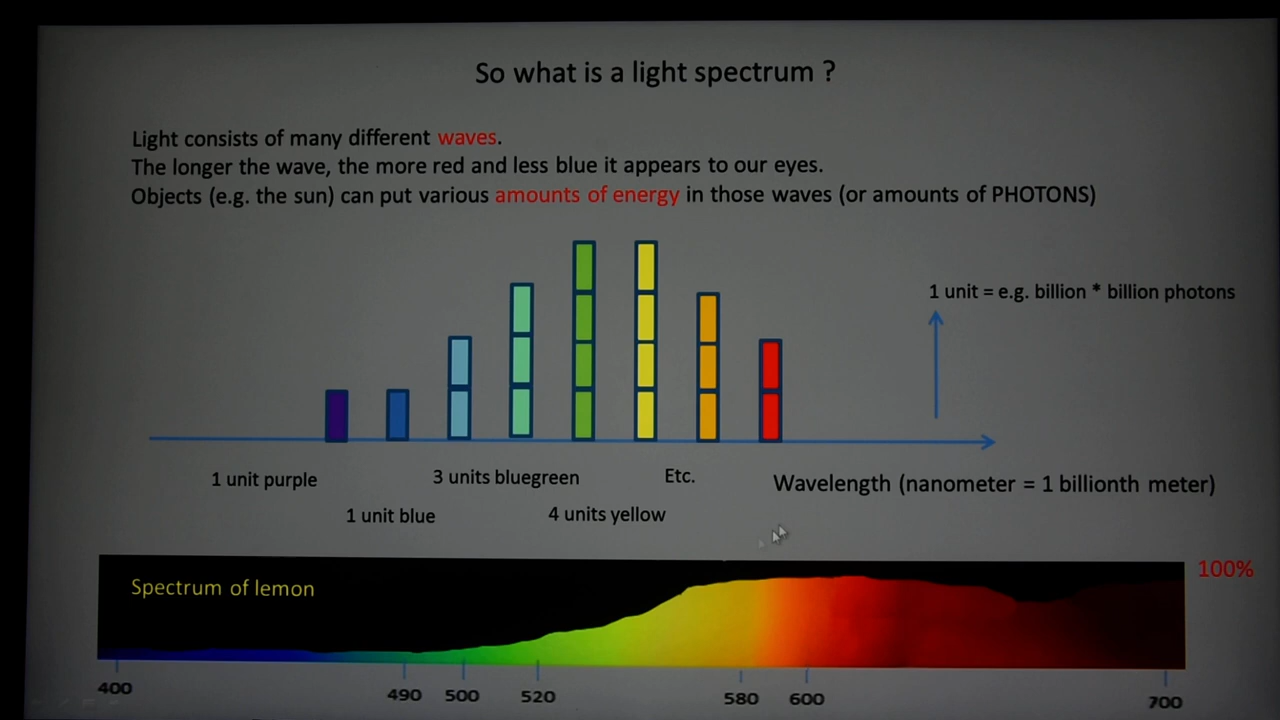 So what is a light spectrum ?
Light consists of many different waves.
The longer the wave, the more red and less blue it appears to our eyes.
Objects (e.g. the sun) can put various amounts of energy in those waves (or amounts of PHOTONS)
1 unit = e.g. billion * billion photons
1 unit purple
3 units bluegreen
Etc.
Wavelength (nanometer = 1 billionth meter)
1 unit blue
4 units yellow
100%
Spectrum of lemon
400
490
500
520
580
600
700